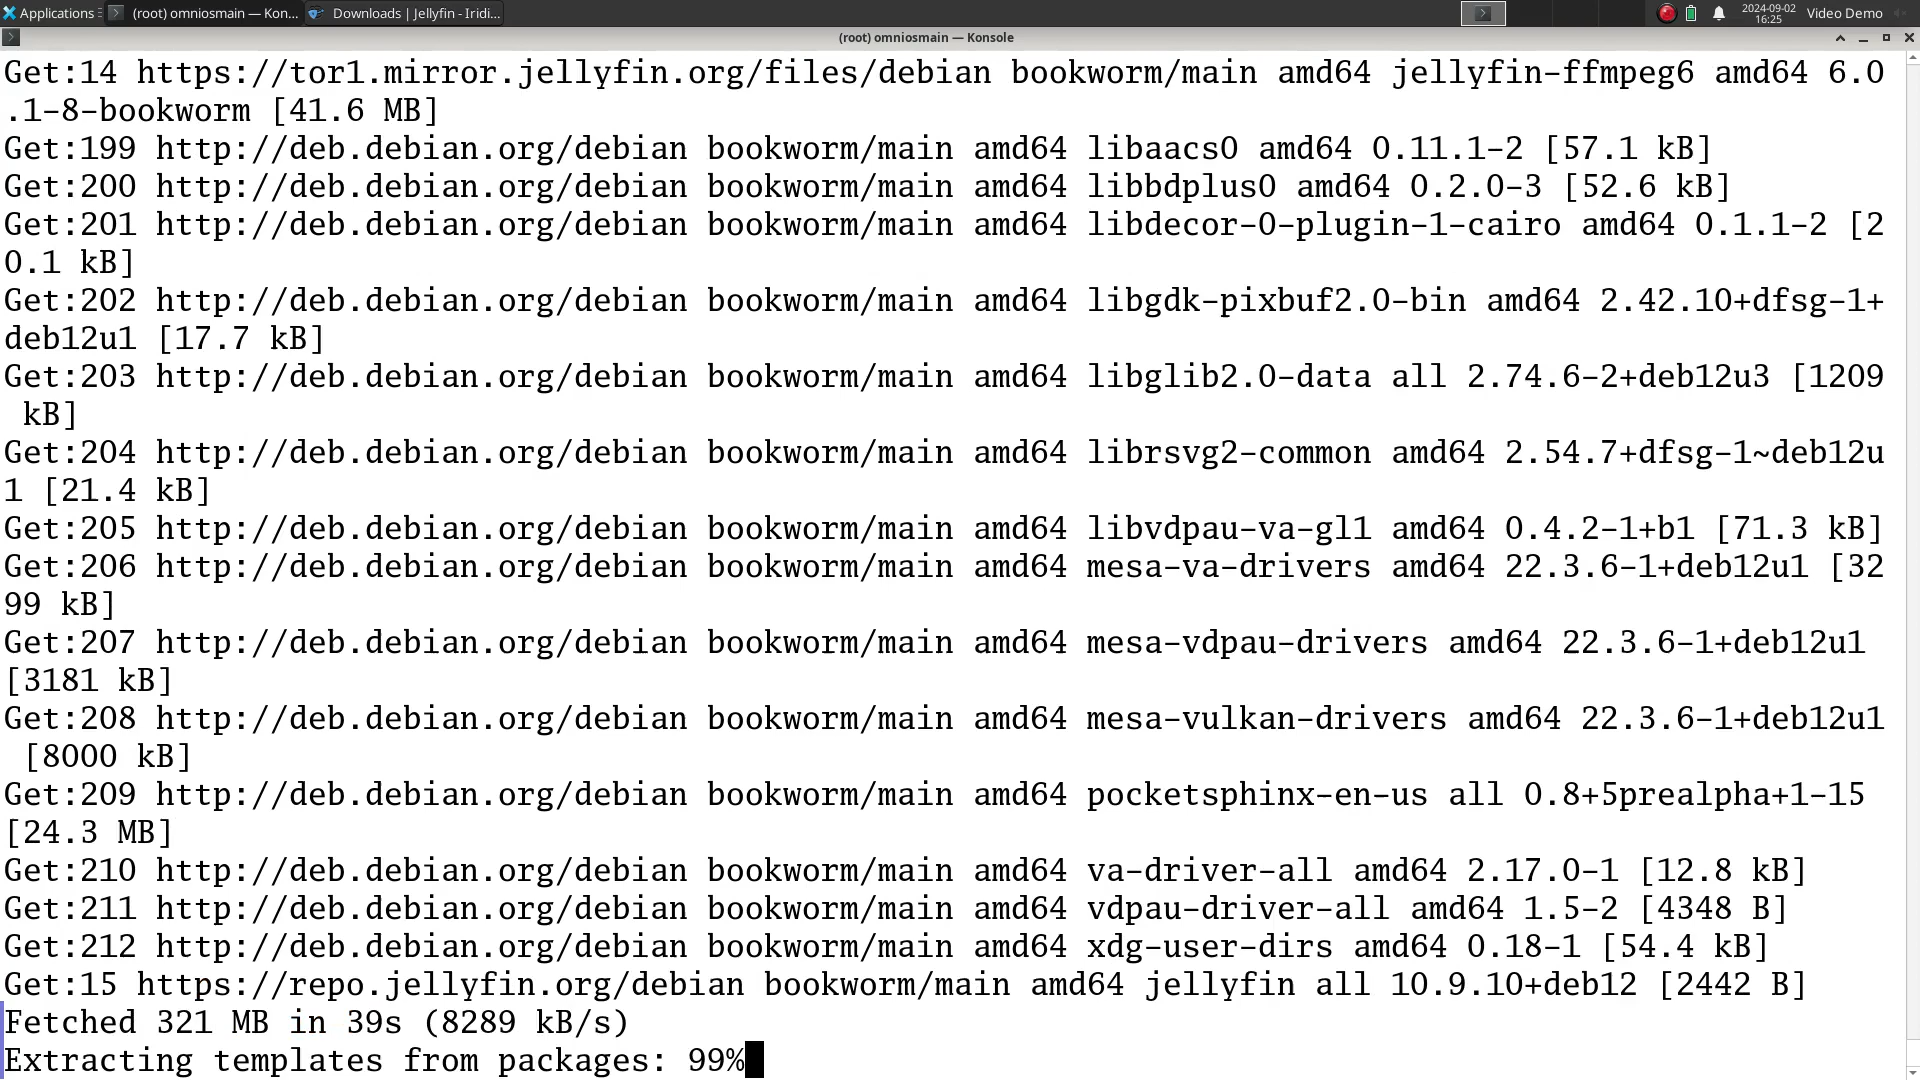 Applications
(root) omniosmain — Kon...
Downloads | Jellyfin - Iridi...
2024-09-02
16:25
Video Demo
(root) omniosmain — Konsole
Get:14 https://tor1.mirror.jellyfin.org/files/debian bookworm/main amd64 jellyfin-ffmpeg6 amd64 6.0
.1-8-bookworm [41.6 MB]
Get:199 http://deb.debian.org/debian bookworm/main amd64 libaacs0 amd64 0.11.1-2 [57.1 kB]
Get:200 http://deb.debian.org/debian bookworm/main amd64 libbdplus0 amd64 0.2.0-3 [52.6 kB]
Get:201 http://deb.debian.org/debian bookworm/main amd64 libdecor-0-plugin-1-cairo amd64 0.1.1-2 [2
0.1 kB]
Get:202 http://deb.debian.org/debian bookworm/main amd64 libgdk-pixbuf2.0-bin amd64 2.42.10+dfsg-1+
deb12u1 [17.7 kB]
Get:203 http://deb.debian.org/debian bookworm/main amd64 libglib2.0-data all 2.74.6-2+deb12u3 [1209
 kB]
Get:204 http://deb.debian.org/debian bookworm/main amd64 librsvg2-common amd64 2.54.7+dfsg-1~deb12u
1 [21.4 kB]
Get:205 http://deb.debian.org/debian bookworm/main amd64 libvdpau-va-gl1 amd64 0.4.2-1+b1 [71.3 kB]
Get:206 http://deb.debian.org/debian bookworm/main amd64 mesa-va-drivers amd64 22.3.6-1+deb12u1 [32
99 kB]
Get:207 http://deb.debian.org/debian bookworm/main amd64 mesa-vdpau-drivers amd64 22.3.6-1+deb12u1
[3181 kB]
Get:208 http://deb.debian.org/debian bookworm/main amd64 mesa-vulkan-drivers amd64 22.3.6-1+deb12u1
 [8000 kB]
Get:209 http://deb.debian.org/debian bookworm/main amd64 pocketsphinx-en-us all 0.8+5prealpha+1-15
[24.3 MB]
Get:210 http://deb.debian.org/debian bookworm/main amd64 va-driver-all amd64 2.17.0-1 [12.8 kB]
Get:211 http://deb.debian.org/debian bookworm/main amd64 vdpau-driver-all amd64 1.5-2 [4348 B]
Get:212 http://deb.debian.org/debian bookworm/main amd64 xdg-user-dirs amd64 0.18-1 [54.4 kB]
Get:15 https://repo.jellyfin.org/debian bookworm/main amd64 jellyfin all 10.9.10+deb12 [2442 B]
Fetched 321 MB in 39s (8289 kB/s)
Extracting templates from packages: 99%